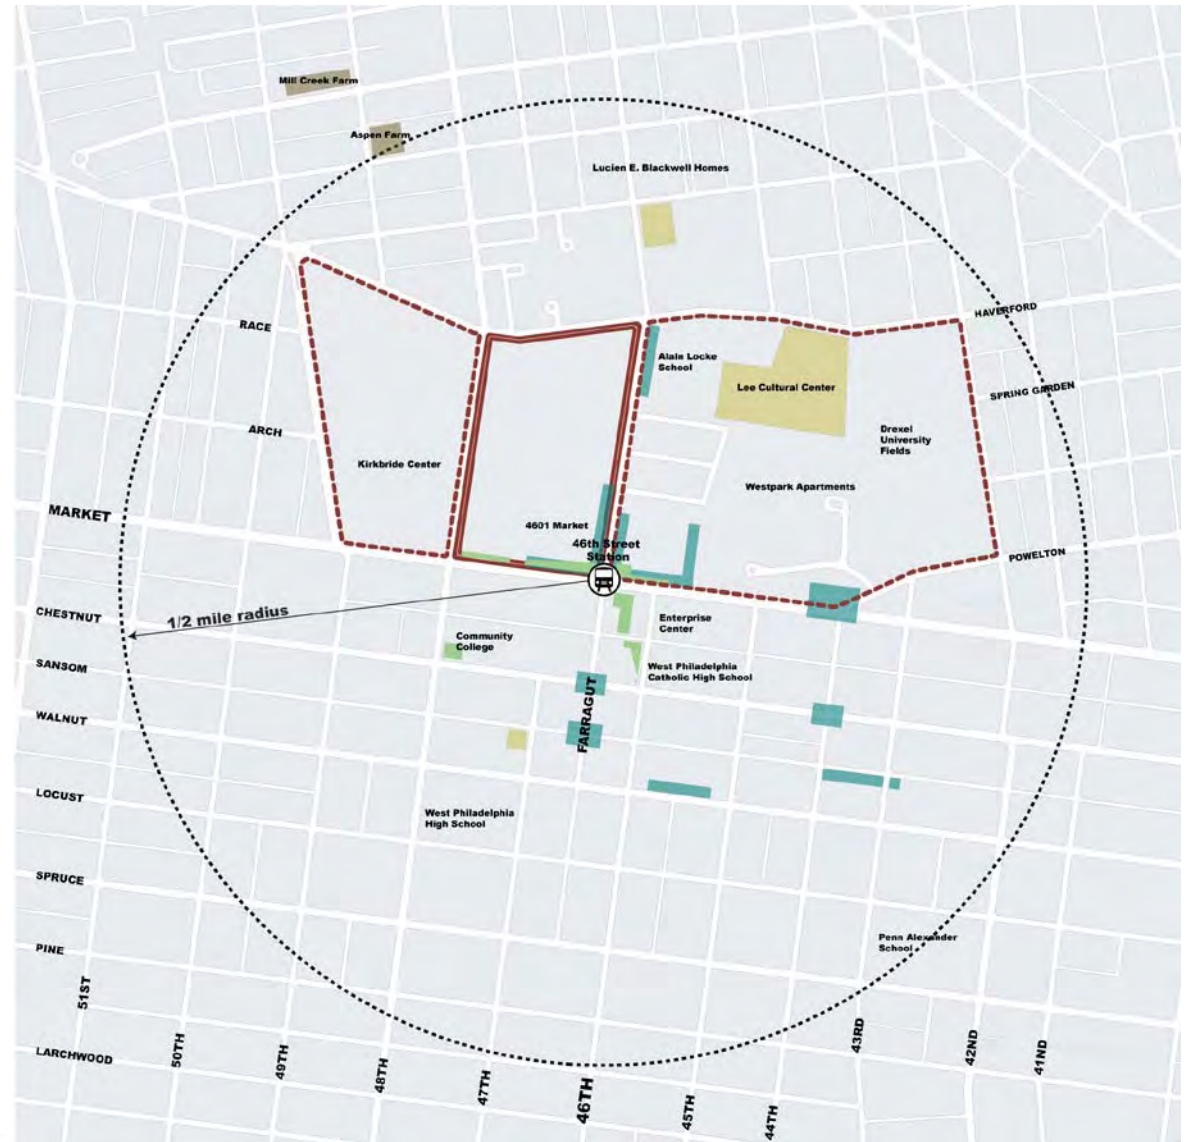 Mill Creek Farm
Aspen Farm
Lucien E. Blackwell Homes
RACE
HAVERFORD
Alain Locke
School
Lee Cultural Center
SPRING GARDEN
ARCH
Drexel
University
Fields
Kirkbride Center
Westpark Apartments
MARKET
4601 Market
46th Street
Station
POWELTON
1/2 mile radius
CHESTNUT
Enterprise
Center
Community
College
SANSOM
West Philadelphia
Catholic High School
WALNUT
FARRAGUT
LOCUST
West Philadelphia
High School
SPRUCE
PINE
Penn Alexander
School
51ST
LARCHWOOD
50TH
49TH
48TH
47TH
46TH
45TH
44TH
43RD
42ND
41ND